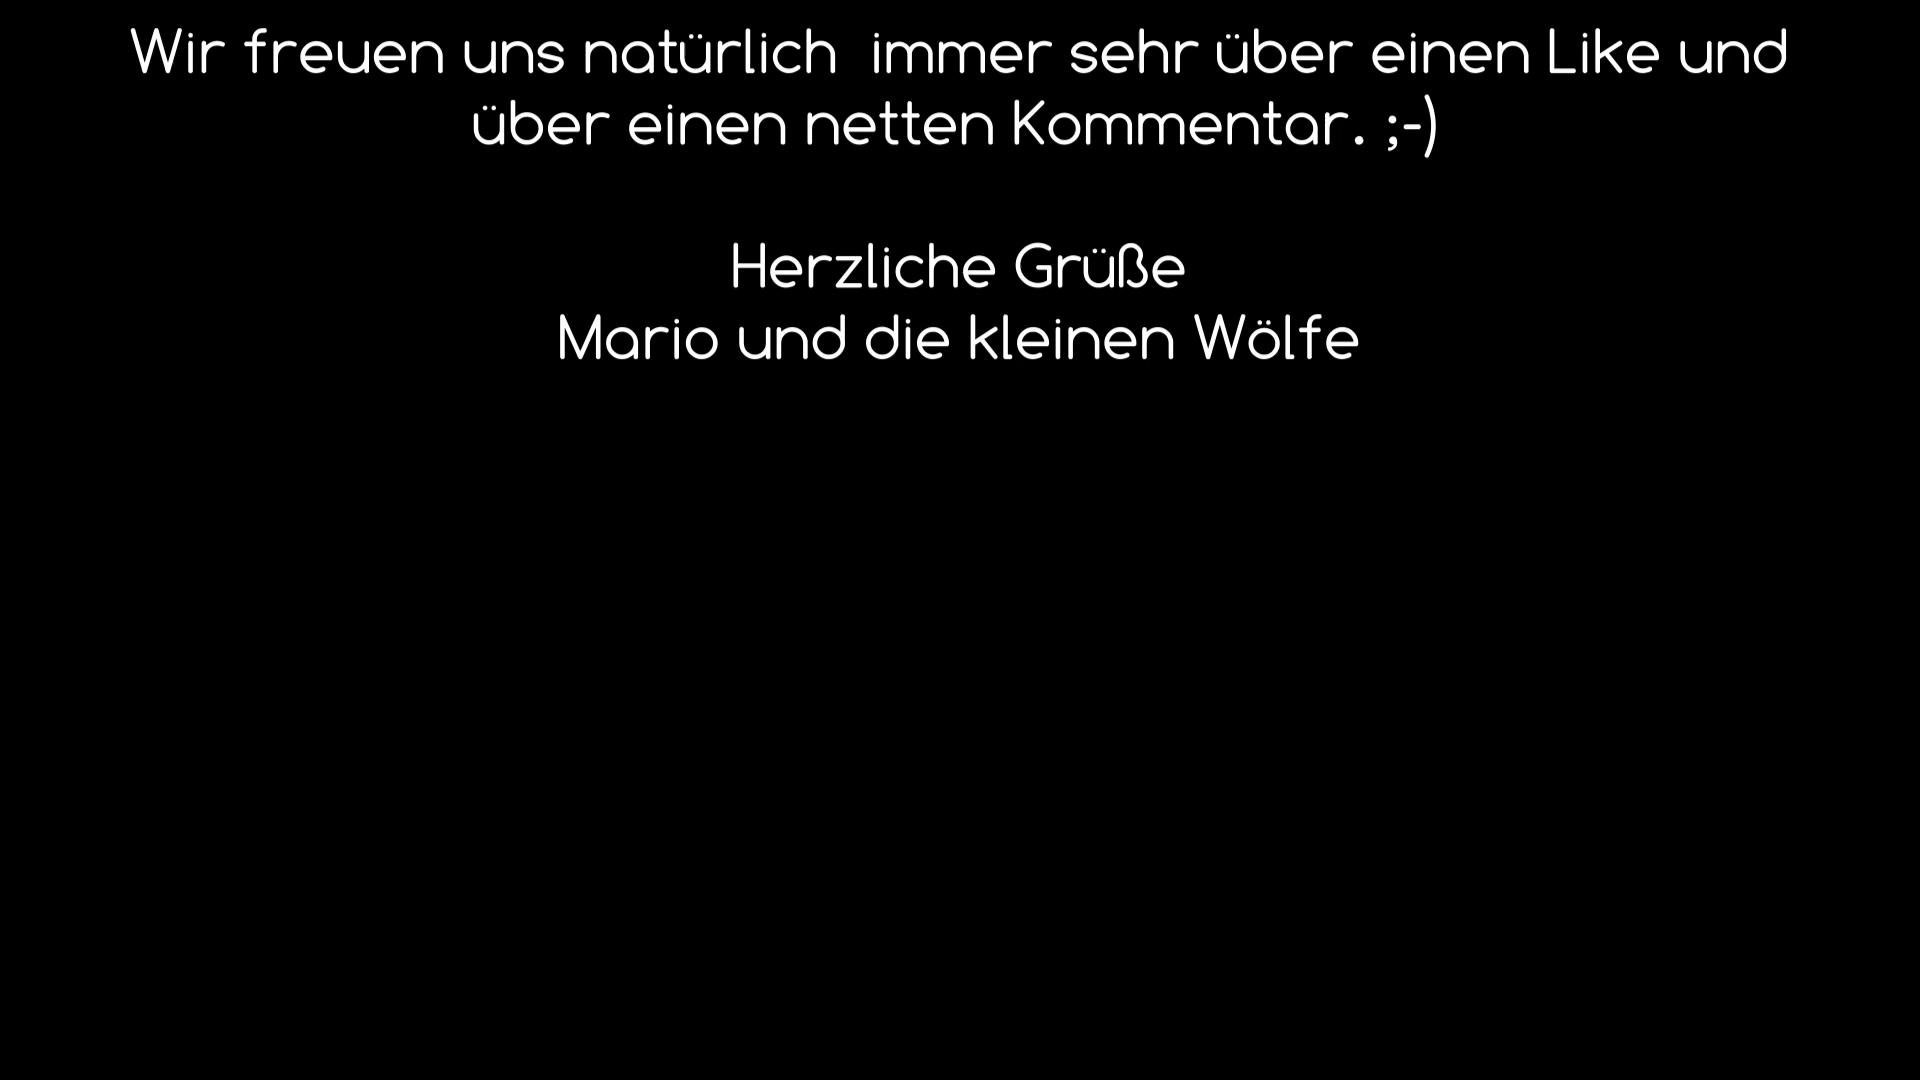 Wir freuen uns natürlich  immer sehr über einen Like und
über einen netten Kommentar. ;-)
Herzliche Grüße
Mario und die kleinen Wölfe